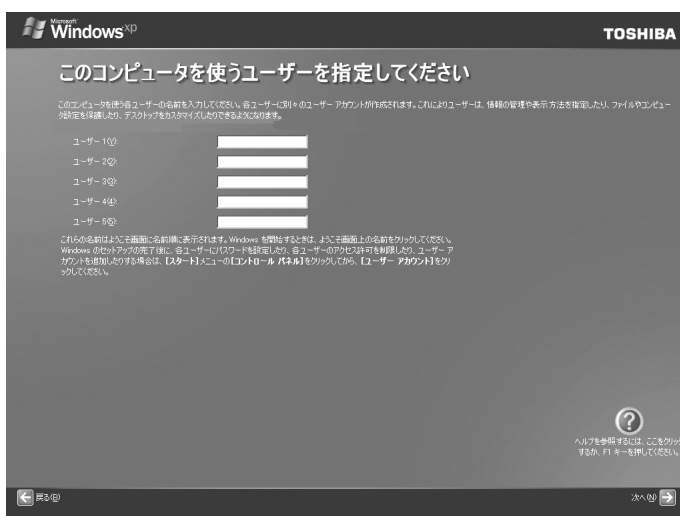 Microsoft
Windows xp
TOSHIBA
このコンピュータを使うユーザーを指定してください
このコンピュータを使う各ユーザーの名前を入力してください。各ユーザーに別々のユーザー アカウントが作成されます。これによりユーザーは、情報の管理や表示方法を指定したり、ファイルやコンピュー
タ設定を保護したり、デスクトップをカスタマイズしたりできるようになります。
ユーザー 1(Y):
ユーザー 2(2):
ユーザー 3(3):
ユーザー 4(4):
ユーザー 5(5):
これらの名前はようこそ画面に名前順に表示されます。Windows を開始するときは、ようこそ画面上の名前をクリックしてください。
Windows のセットアップの完了後に、各ユーザーにパスワードを設定したり、各ユーザーのアクセス許可を制限したり、ユーザー ア
カウントを追加したりする場合は、[スタート] メニューの [コントロール パネル] をクリックしてから、[ユーザー アカウント] をクリ
ックしてください。
?
ヘルプを参照するには、ここをクリック
するか、F1 キーを押してください。
戻る(B)
次へ(N)